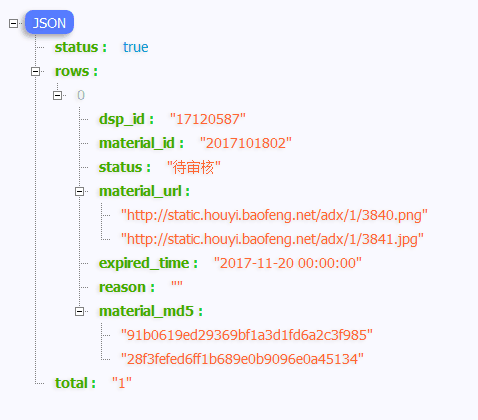 JSON
status : true
rows :
0
dsp_id : "17120587"
material_id : "2017101802"
status : "待审核"
material_url :
"http://static.houyi.baofeng.net/adx/1/3840.png"
"http://static.houyi.baofeng.net/adx/1/3841.jpg"
expired_time : "2017-11-20 00:00:00"
reason : ""
material_md5 :
"91b0619ed29369bf1a3d1fd6a2c3f985"
"28f3fefed6ff1b689e0b9096e0a45134"
total : "1"